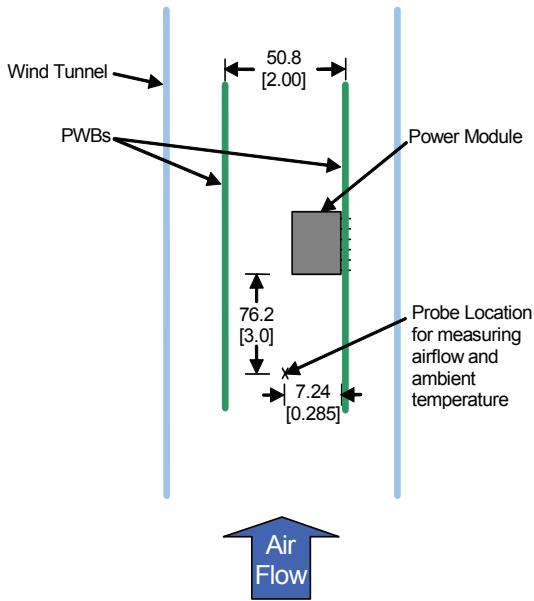 50.8
[2.00]
Wind Tunnel
PWBs
Power Module
76.2
[3.0]
Probe Location
for measuring
airflow and
ambient
temperature
x
7.24
[0.285]
Air
Flow